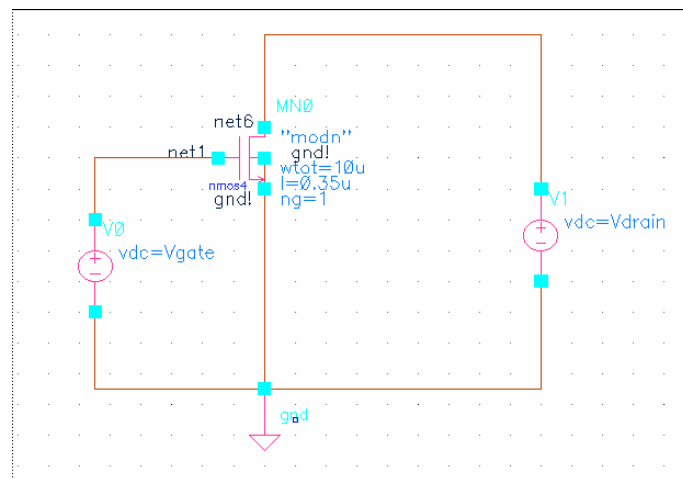 MNØ
net6
"modn"
net1
gnd!
wtot=10u
nmos4
l=0.35u
gnd!
ng=1
V0
vdc=Vgate
V1
vdc=Vdrain
gnd